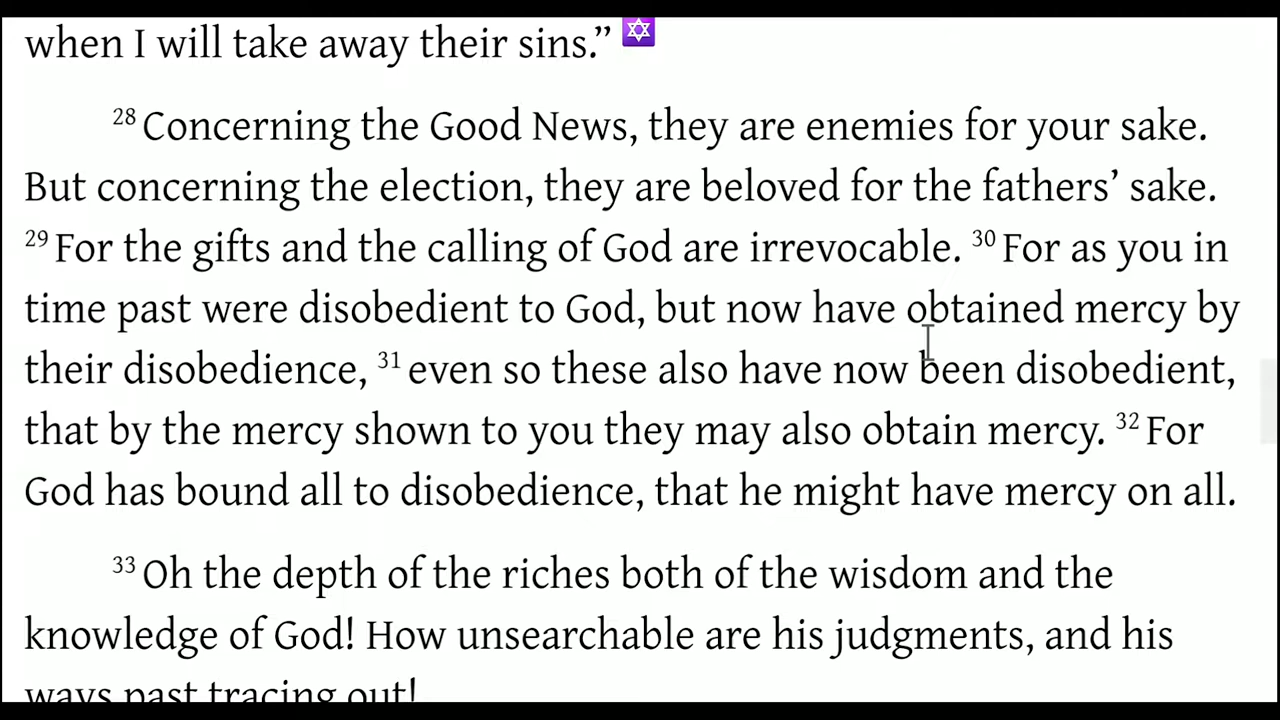 when I will take away their sins.” ✡
28 Concerning the Good News, they are enemies for your sake.
But concerning the election, they are beloved for the fathers’ sake.
29 For the gifts and the calling of God are irrevocable. 30 For as you in
time past were disobedient to God, but now have obtained mercy by
their disobedience, 31 even so these also have now been disobedient,
that by the mercy shown to you they may also obtain mercy. 32 For
God has bound all to disobedience, that he might have mercy on all.
33 Oh the depth of the riches both of the wisdom and the
knowledge of God! How unsearchable are his judgments, and his
ways past tracing out!